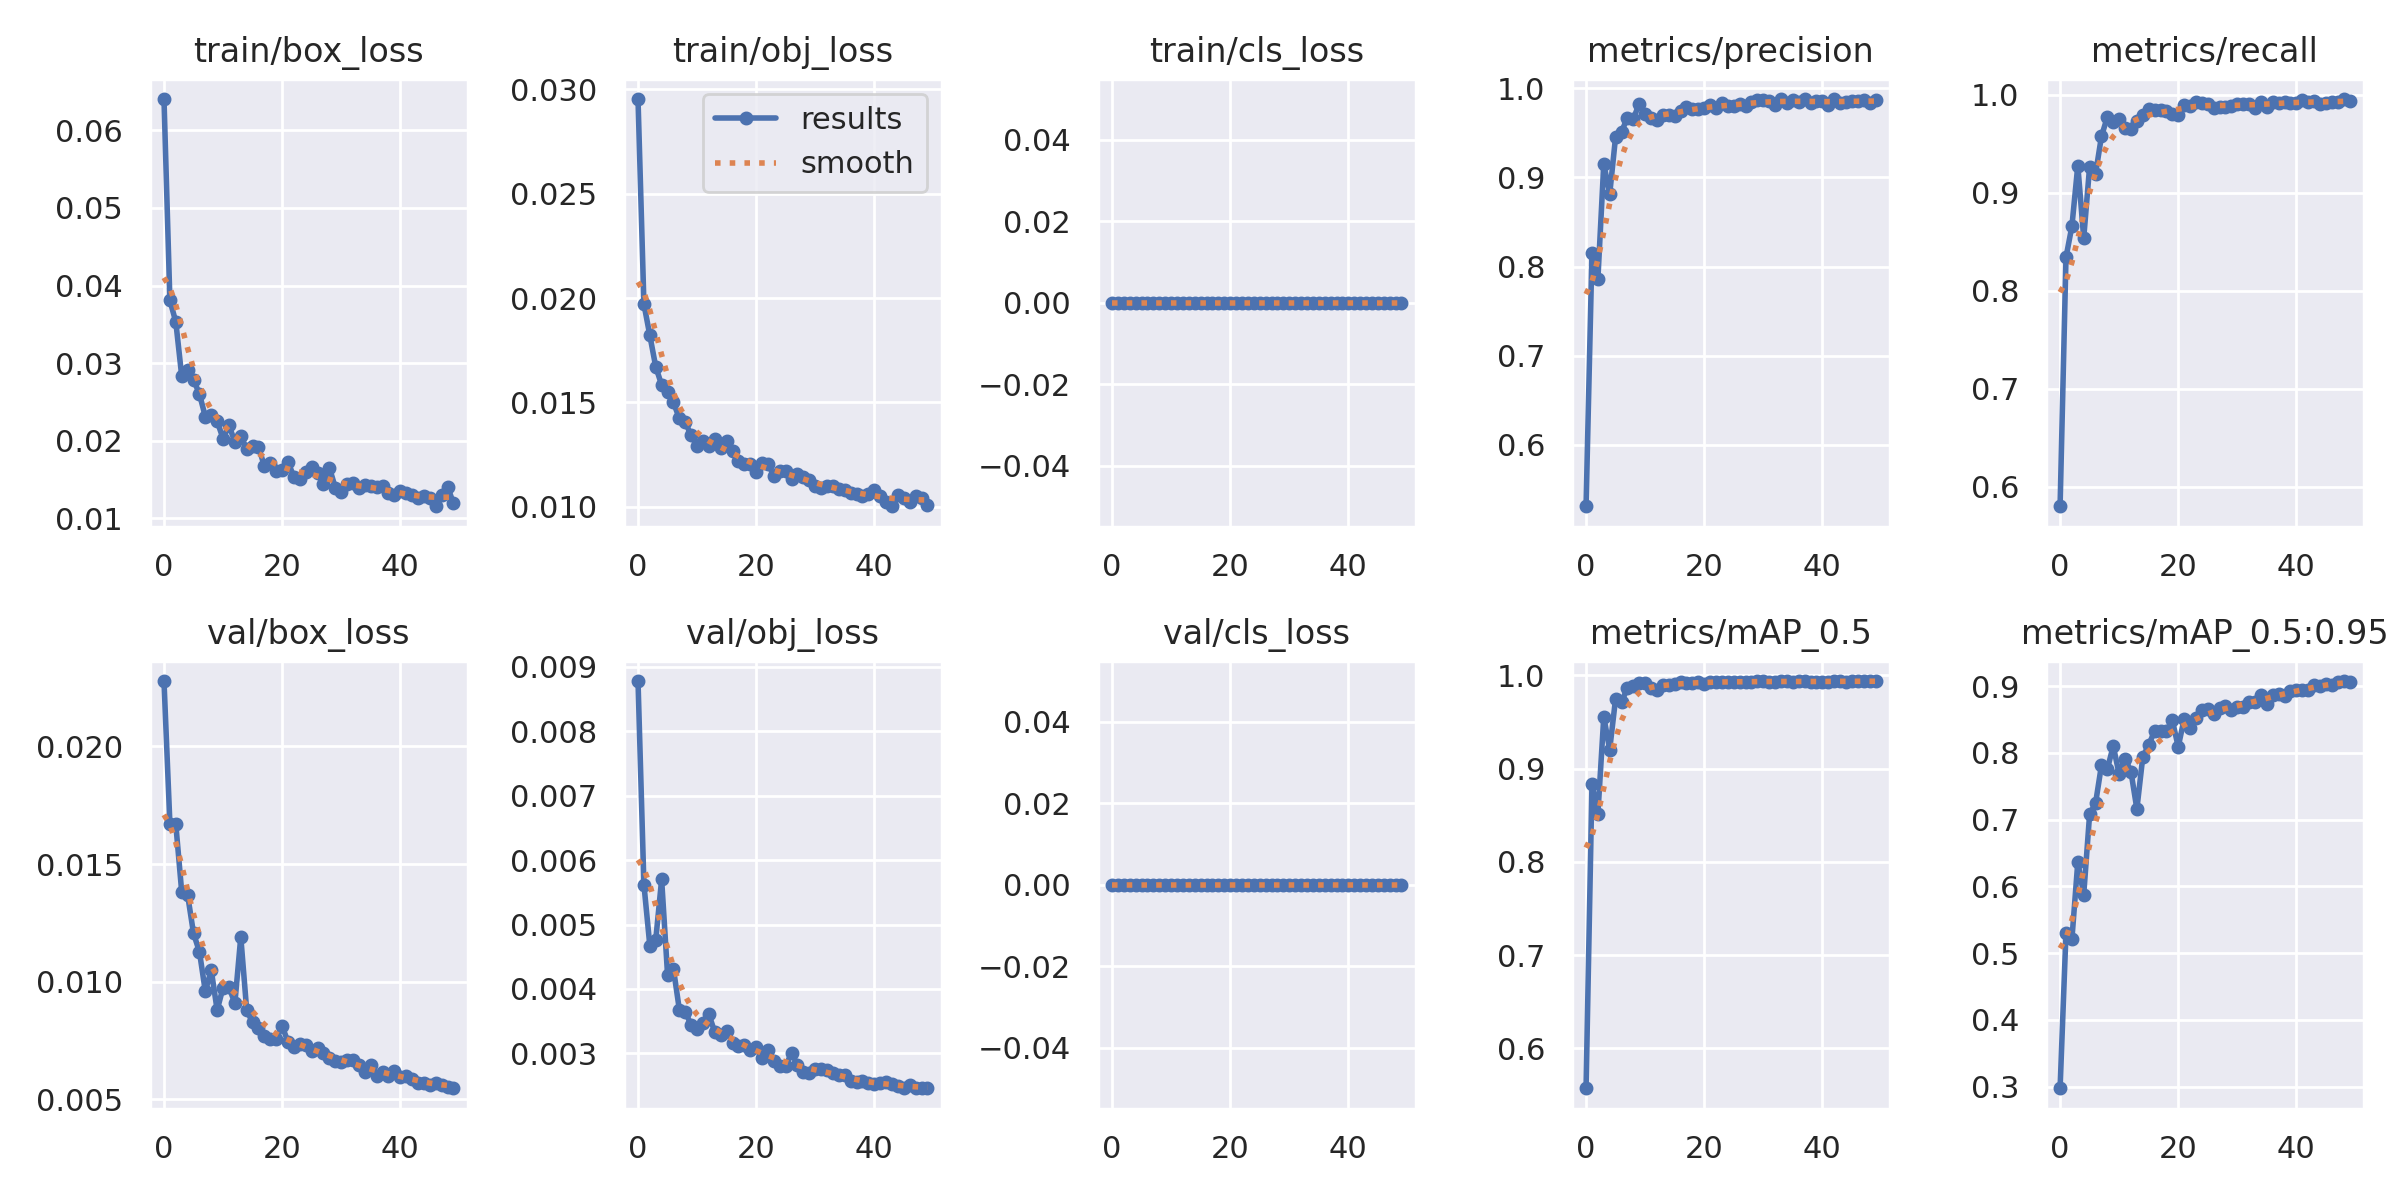 train/box_loss
0.06
0.05
0.04
0.03
0.02
0.01
0 20 40
train/obj_loss
results
smooth
0.030
0.025
0.020
0.015
0.010
0 20 40
train/cls_loss
0.04
0.02
0.00
−0.02
−0.04
0 20 40
metrics/precision
1.0
0.9
0.8
0.7
0.6
0 20 40
metrics/recall
1.0
0.9
0.8
0.7
0.6
0 20 40
val/box_loss
0.020
0.015
0.010
0.005
0 20 40
val/obj_loss
0.009
0.008
0.007
0.006
0.005
0.004
0.003
0 20 40
val/cls_loss
0.04
0.02
0.00
−0.02
−0.04
0 20 40
metrics/mAP_0.5
1.0
0.9
0.8
0.7
0.6
0 20 40
metrics/mAP_0.5:0.95
0.9
0.8
0.7
0.6
0.5
0.4
0.3
0 20 40